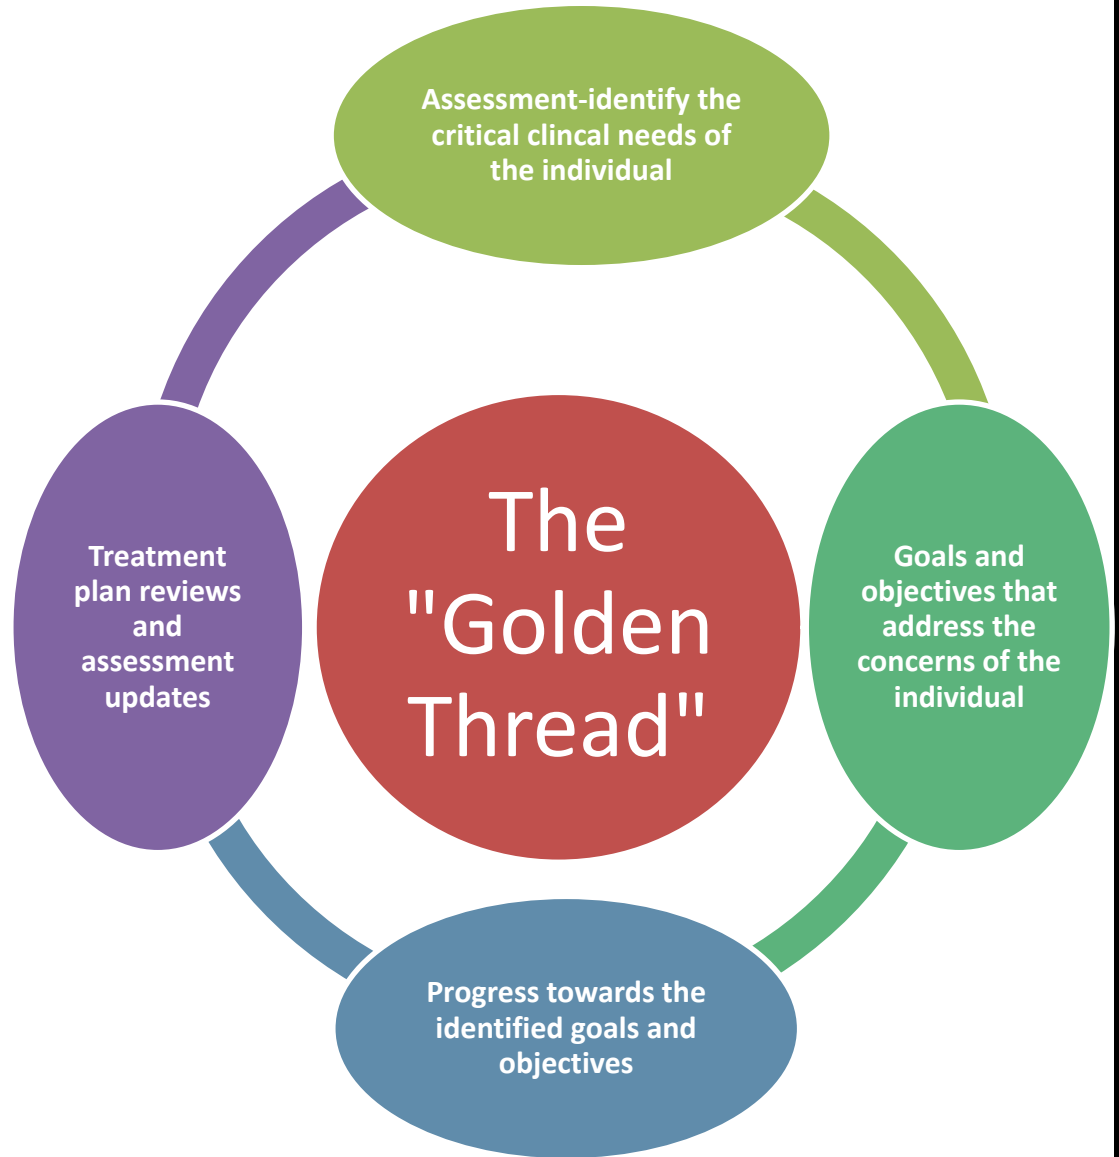 Assessment-identify the
critical clincal needs of
the individual
The
"Golden
Thread"
Goals and
objectives that
address the
concerns of the
individual
Progress towards the
identified goals and
objectives
Treatment
plan reviews
and
assessment
updates